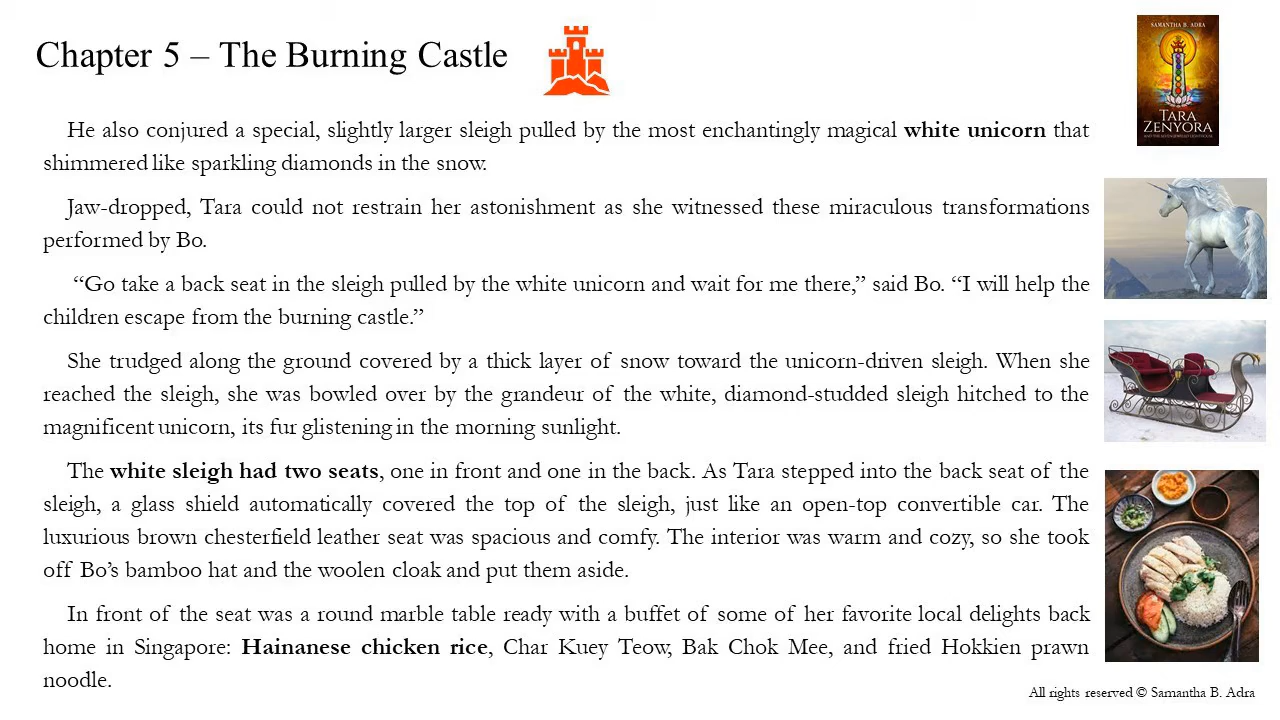 Chapter 5 – The Burning Castle
He also conjured a special, slightly larger sleigh pulled by the most enchantingly magical white unicorn that
shimmered like sparkling diamonds in the snow.
Jaw-dropped, Tara could not restrain her astonishment as she witnessed these miraculous transformations
performed by Bo.
“Go take a back seat in the sleigh pulled by the white unicorn and wait for me there,” said Bo. “I will help the
children escape from the burning castle.”
She trudged along the ground covered by a thick layer of snow toward the unicorn-driven sleigh. When she
reached the sleigh, she was bowled over by the grandeur of the white, diamond-studded sleigh hitched to the
magnificent unicorn, its fur glistening in the morning sunlight.
The white sleigh had two seats, one in front and one in the back. As Tara stepped into the back seat of the
sleigh, a glass shield automatically covered the top of the sleigh, just like an open-top convertible car. The
luxurious brown chesterfield leather seat was spacious and comfy. The interior was warm and cozy, so she took
off Bo’s bamboo hat and the woolen cloak and put them aside.
In front of the seat was a round marble table ready with a buffet of some of her favorite local delights back
home in Singapore: Hainanese chicken rice, Char Kuey Teow, Bak Chok Mee, and fried Hokkien prawn
noodle.
SAMANTHA B. ADRA
TARA
ZENYORA
All rights reserved © Samantha B. Adra